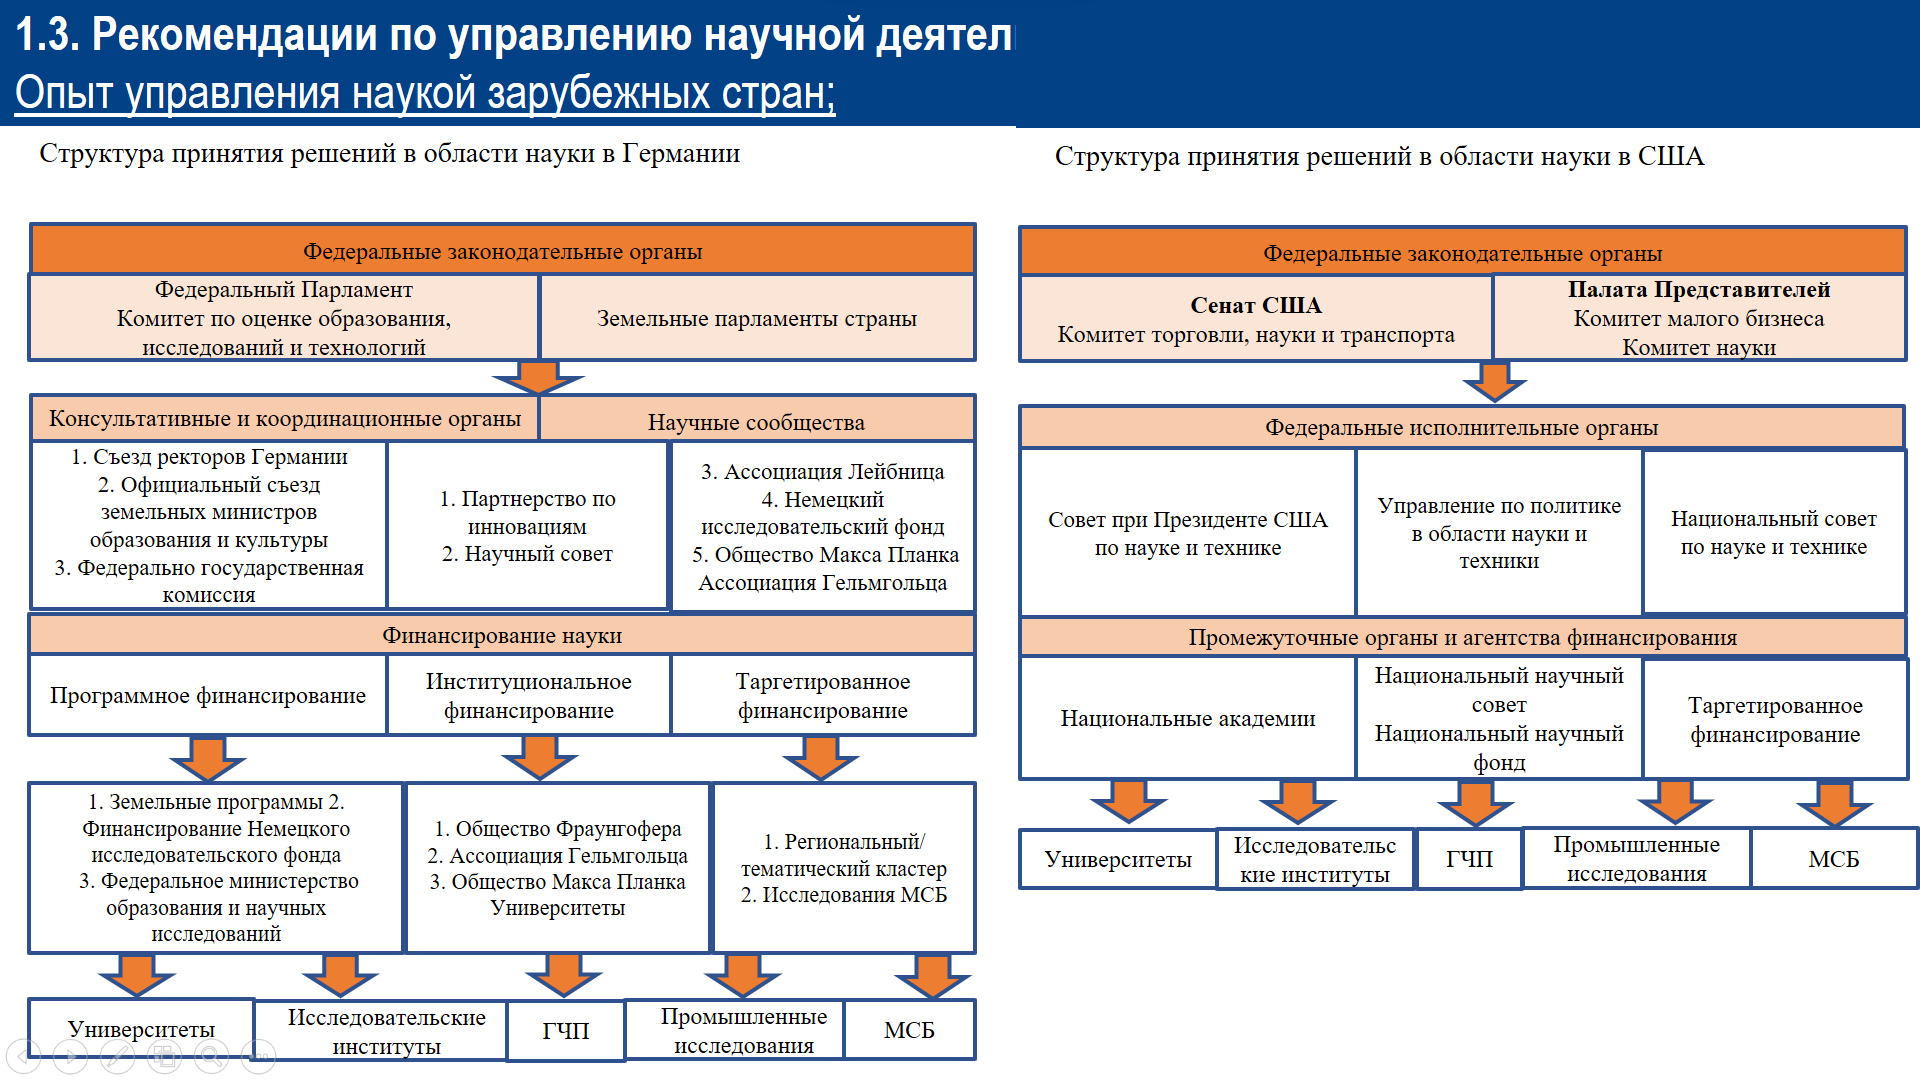 1.3. Рекомендации по управлению научной
Опыт управления наукой зарубежных стран;
Структура принятия решений в области науки в Германии
Федеральные законодательные органы
Федеральный Парламент
Комитет по оценке образования,
исследований и технологий
Земельные парламенты страны
Консультативные и координационные органы
Научные сообщества
1. Съезд ректоров Германии
2. Официальный съезд
земельных министров
образования и культуры
3. Федерально государственная
комиссия
1. Партнерство по
инновациям
2. Научный совет
3. Ассоциация Лейбница
4. Немецкий
исследовательский фонд
5. Общество Макса Планка
Ассоциация Гельмгольца
Финансирование науки
Программное финансирование
Институциональное
финансирование
Таргетированное
финансирование
1. Земельные программы 2.
Финансирование Немецкого
исследовательского фонда
3. Федеральное министерство
образования и научных
исследований
1. Общество Фраунгофера
2. Ассоциация Гельмгольца
3. Общество Макса Планка
Университеты
1. Региональный/
тематический кластер
2. Исследования МСБ
Университеты
Исследовательские
институты
ГЧП
Промышленные
исследования
МСБ
Структура принятия решений в области науки в США
Федеральные законодательные органы
Сенат США
Комитет торговли, науки и транспорта
Палата Представителей
Комитет малого бизнеса
Комитет науки
Федеральные исполнительные органы
Совет при Президенте США
по науке и технике
Управление по политике
в области науки и
техники
Национальный совет
по науке и технике
Промежуточные органы и агентства финансирования
Национальные академии
Национальный научный
совет
Национальный научный
фонд
Таргетированное
финансирование
Университеты
Исследовательс
кие институты
ГЧП
Промышленные
исследования
МСБ